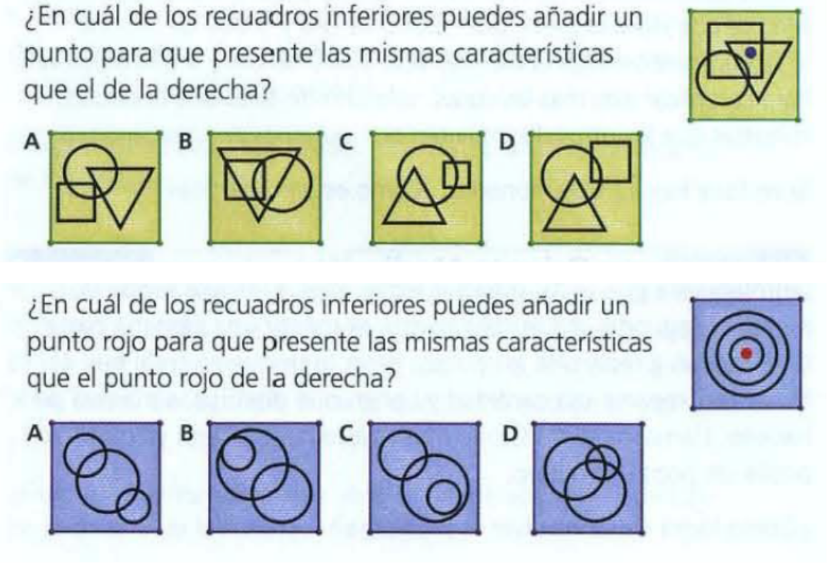 ¿En cuál de los recuadros inferiores puedes añadir un
punto para que presente las mismas características
que el de la derecha?
A B C D
¿En cuál de los recuadros inferiores puedes añadir un
punto rojo para que presente las mismas características
que el punto rojo de la derecha?
A B C D